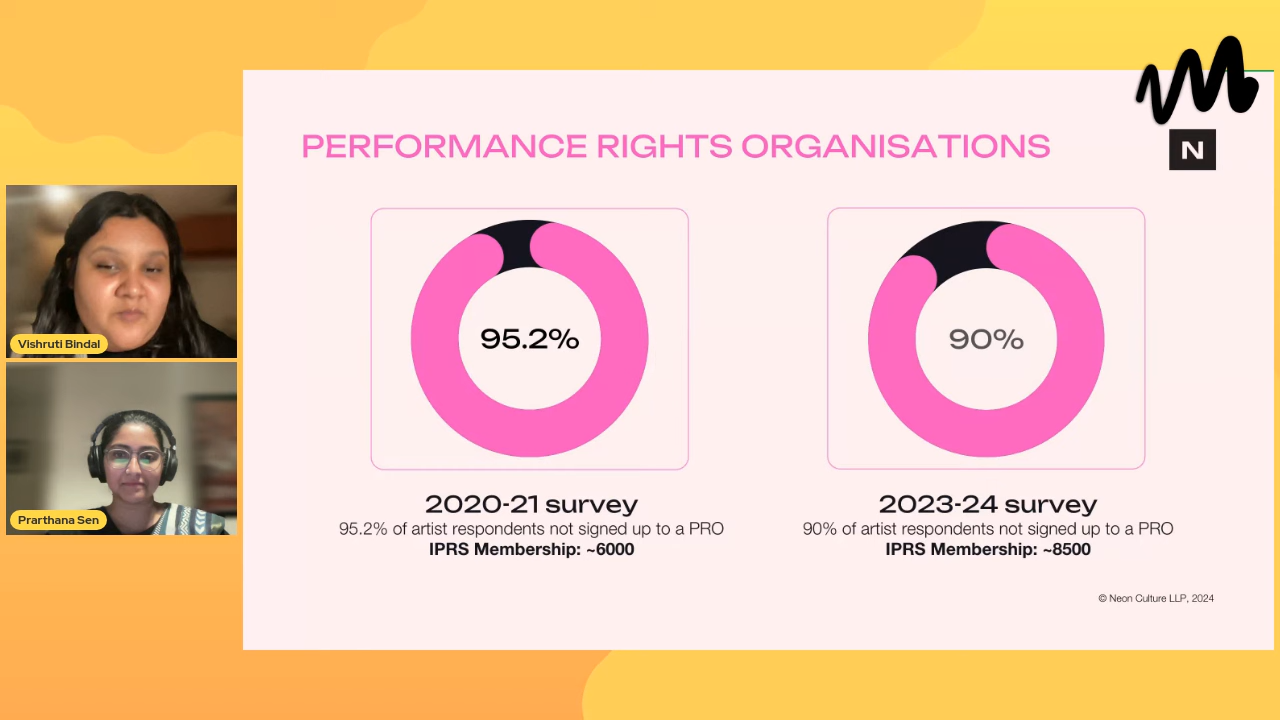 PERFORMANCE RIGHTS ORGANISATIONS
N
95.2%
90%
2020-21 survey
95.2% of artist respondents not signed up to a PRO
IPRS Membership: ~6000
2023-24 survey
90% of artist respondents not signed up to a PRO
IPRS Membership: ~8500
© Neon Culture LLP, 2024
Vishruti Bindal
Prarthana Sen